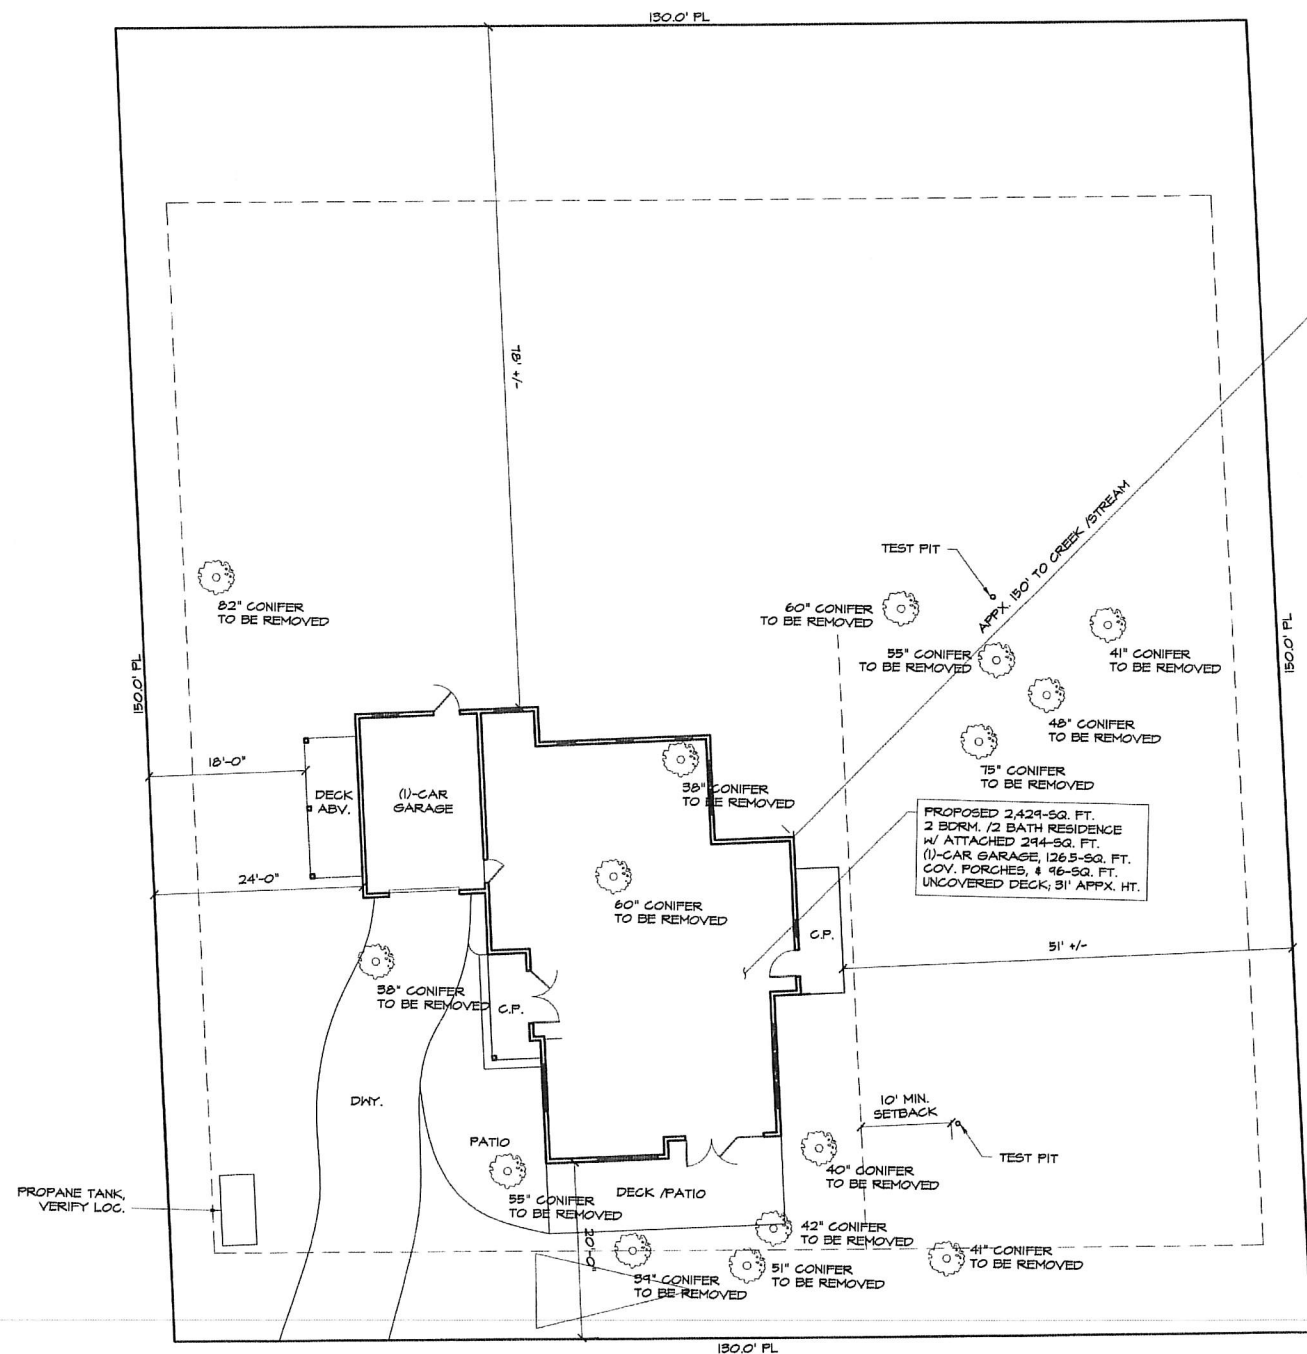 130.0' PL
78' +/-
APPX. 150' TO CREEK /STREAM
TEST PIT
82" CONIFER
TO BE REMOVED
60" CONIFER
TO BE REMOVED
55" CONIFER
TO BE REMOVED
41" CONIFER
TO BE REMOVED
150.0' PL
150.0' PL
48" CONIFER
TO BE REMOVED
18'-0"
DECK
ABV.
(1)-CAR
GARAGE
38" CONIFER
TO BE REMOVED
75" CONIFER
TO BE REMOVED
PROPOSED 2,429-SQ. FT.
2 BDRM. /2 BATH RESIDENCE
W/ ATTACHED 294-SQ. FT.
(1)-CAR GARAGE, 126.5-SQ. FT.
COV. PORCHES, & 96-SQ. FT.
UNCOVERED DECK; 31' APPX. HT.
24'-0"
60" CONIFER
TO BE REMOVED
C.P.
51' +/-
58" CONIFER
TO BE REMOVED
C.P.
DWY.
10' MIN.
SETBACK
PATIO
TEST PIT
40" CONIFER
TO BE REMOVED
PROPANE TANK,
VERIFY LOC.
55" CONIFER
TO BE REMOVED
DECK /PATIO
42" CONIFER
TO BE REMOVED
20'-0"
41" CONIFER
TO BE REMOVED
51" CONIFER
TO BE REMOVED
59" CONIFER
TO BE REMOVED
130.0' PL